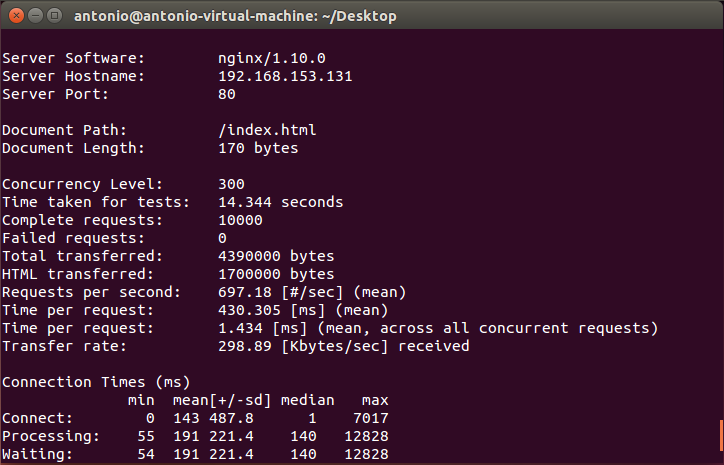 antonio@antonio-virtual-machine: ~/Desktop
Server Software:        nginx/1.10.0
Server Hostname:        192.168.153.131
Server Port:            80
Document Path:          /index.html
Document Length:        170 bytes
Concurrency Level:      300
Time taken for tests:   14.344 seconds
Complete requests:      10000
Failed requests:        0
Total transferred:      4390000 bytes
HTML transferred:       1700000 bytes
Requests per second:    697.18 [#/sec] (mean)
Time per request:       430.305 [ms] (mean)
Time per request:       1.434 [ms] (mean, across all concurrent requests)
Transfer rate:          298.89 [Kbytes/sec] received
Connection Times (ms)
              min  mean[+/-sd] median   max
Connect:        0  143 487.8      1    7017
Processing:    55  191 221.4    140   12828
Waiting:       54  191 221.4    140   12828